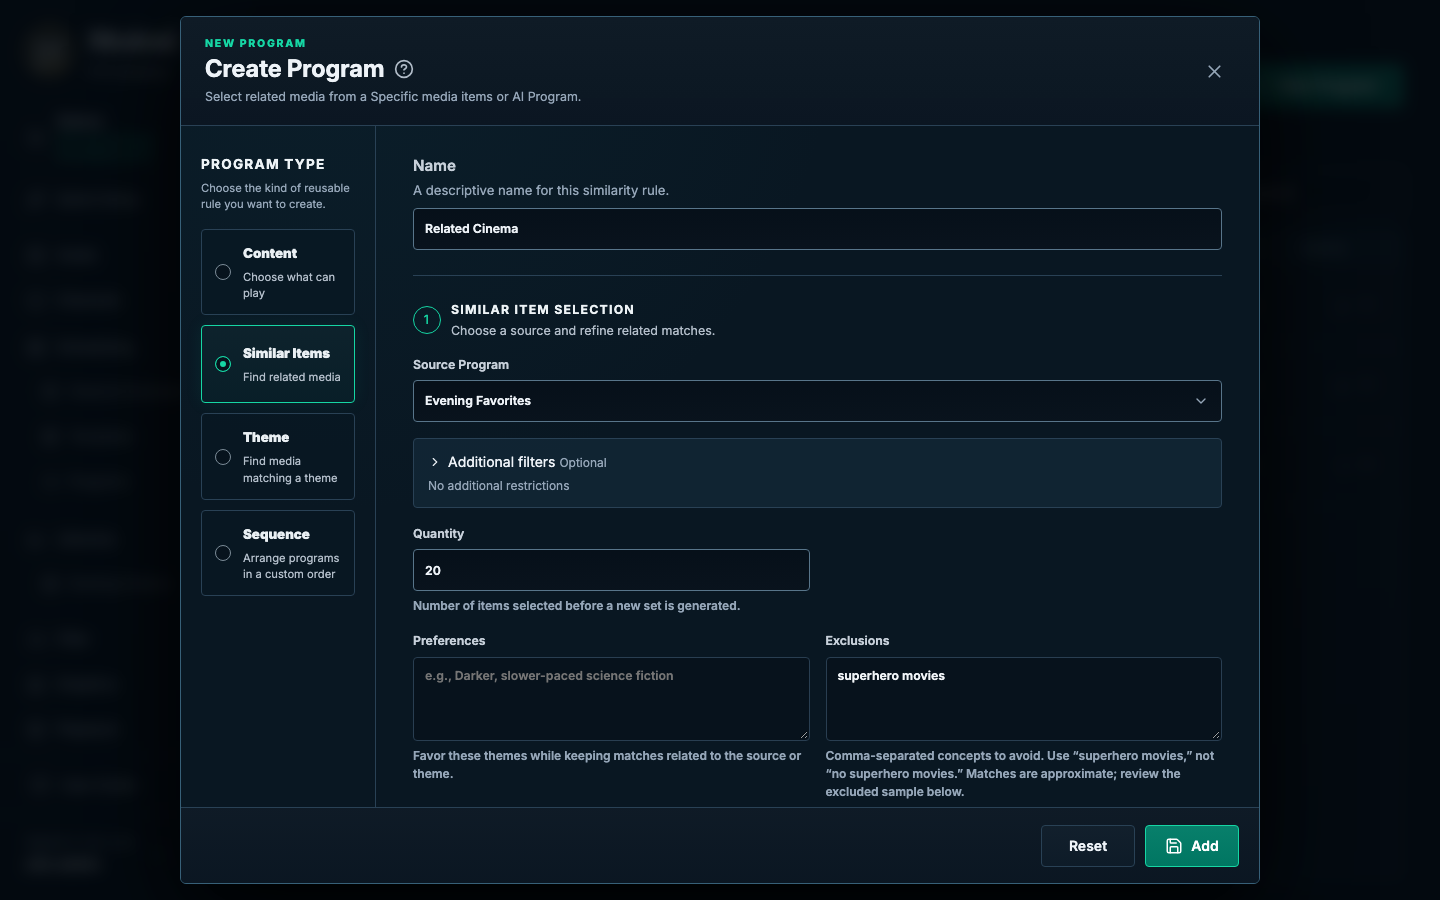 NEW PROGRAM
Create Program
Select related media from a Specific media items or AI Program.
PROGRAM TYPE
Choose the kind of reusable
rule you want to create.
Content
Choose what can
play
Similar Items
Find related media
Theme
Find media
matching a theme
Sequence
Arrange programs
in a custom order
Name
A descriptive name for this similarity rule.
Related Cinema
1
SIMILAR ITEM SELECTION
Choose a source and refine related matches.
Source Program
Evening Favorites
Additional filters Optional
No additional restrictions
Quantity
20
Number of items selected before a new set is generated.
Preferences
e.g., Darker, slower-paced science fiction
Favor these themes while keeping matches related to the source or
theme.
Exclusions
superhero movies
Comma-separated concepts to avoid. Use “superhero movies,” not
“no superhero movies.” Matches are approximate; review the
excluded sample below.
Reset
Add